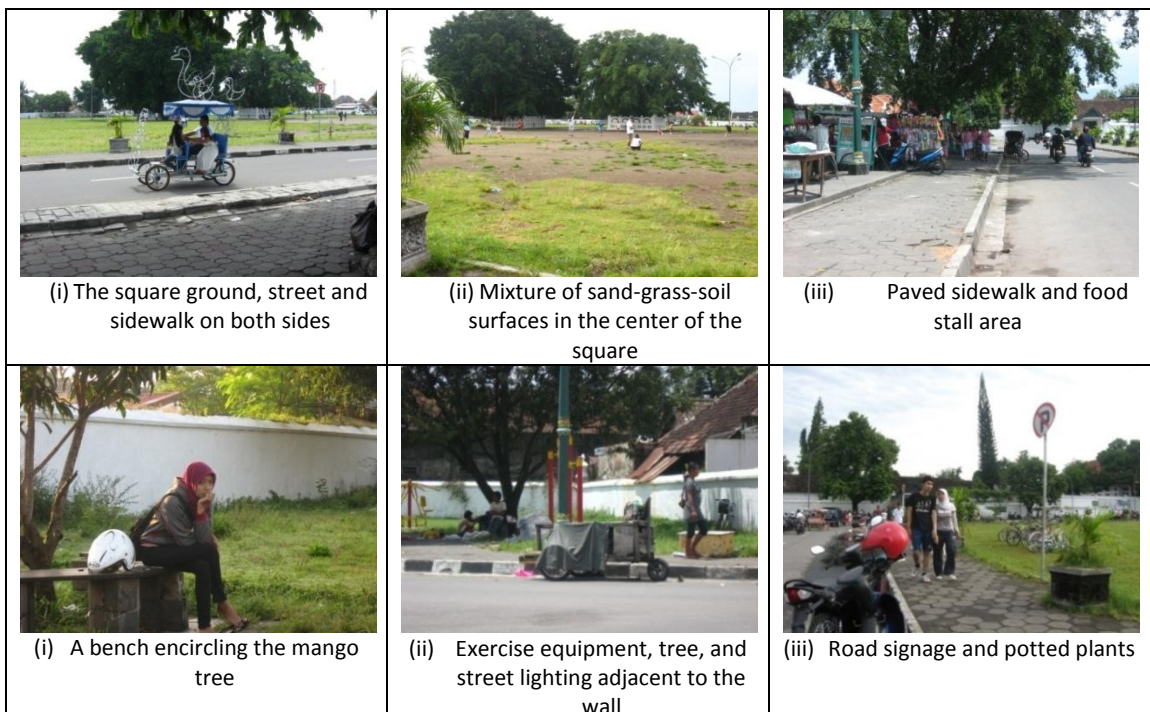 (i) The square ground, street and
sidewalk on both sides
(ii) Mixture of sand-grass-soil
surfaces in the center of the
square
(iii) Paved sidewalk and food
stall area
(i) A bench encircling the mango
tree
(ii) Exercise equipment, tree, and
street lighting adjacent to the
wall
(iii) Road signage and potted plants